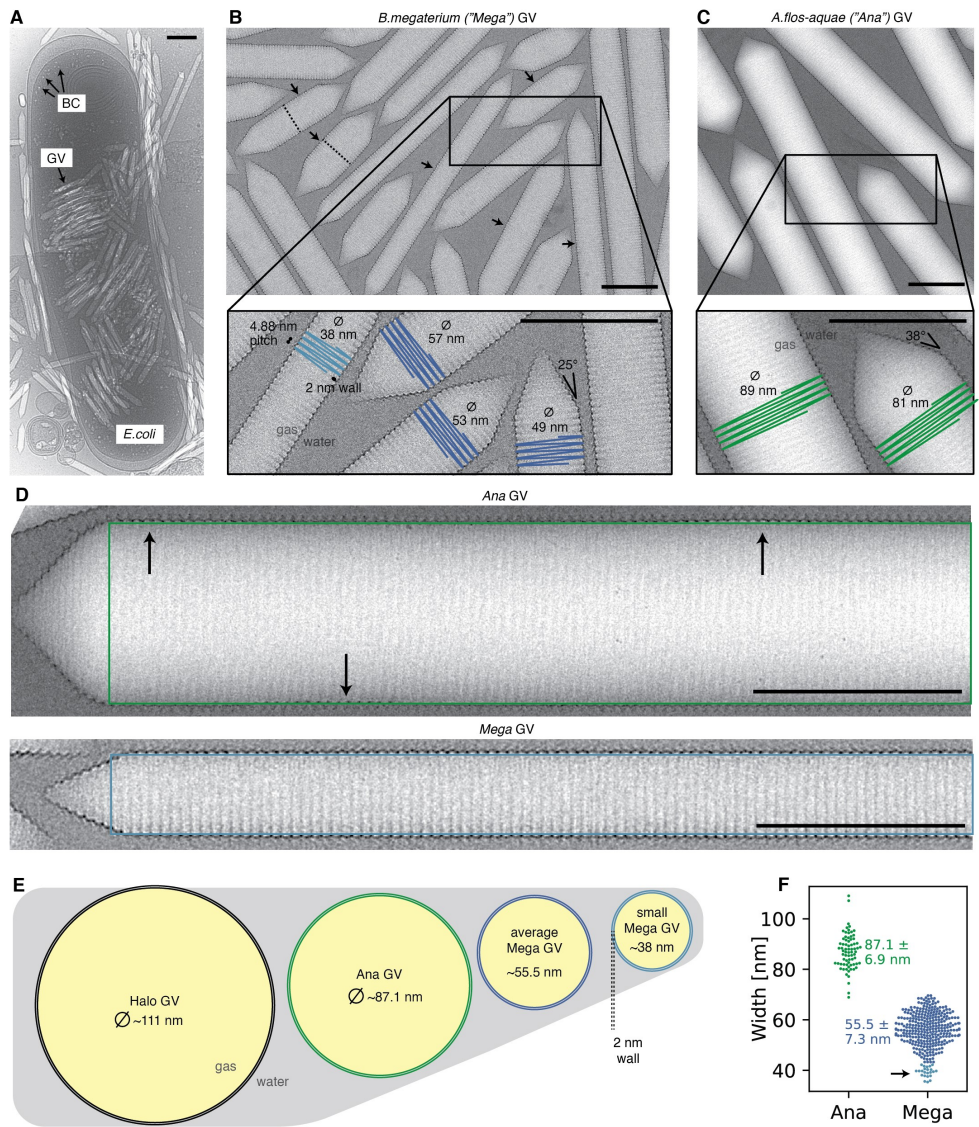 A
BC
GV
E.coli
B
B.megaterium ("Mega") GV
4.88 nm
pitch
Ø
38 nm
Ø
57 nm
2 nm wall
Ø
53 nm
Ø
49 nm
25°
gas
water
C
A.flos-aquae ("Ana") GV
gas
water
38°
Ø
89 nm
Ø
81 nm
D
Ana GV
Mega GV
E
Halo GV
Ø ~111 nm
gas
water
Ana GV
Ø ~87.1 nm
average
Mega GV
~55.5 nm
small
Mega GV
~38 nm
2 nm
wall
F
Width [nm]
100
80
60
40
87.1 ±
6.9 nm
55.5 ±
7.3 nm
Ana
Mega